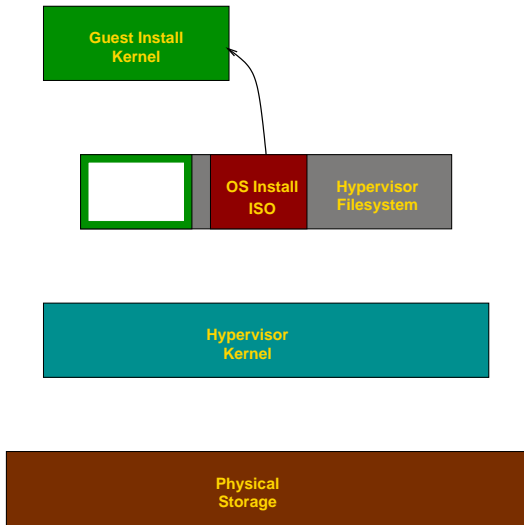 Guest Install
Kernel
OS Install
ISO
Hypervisor
Filesystem
Hypervisor
Kernel
Physical
Storage